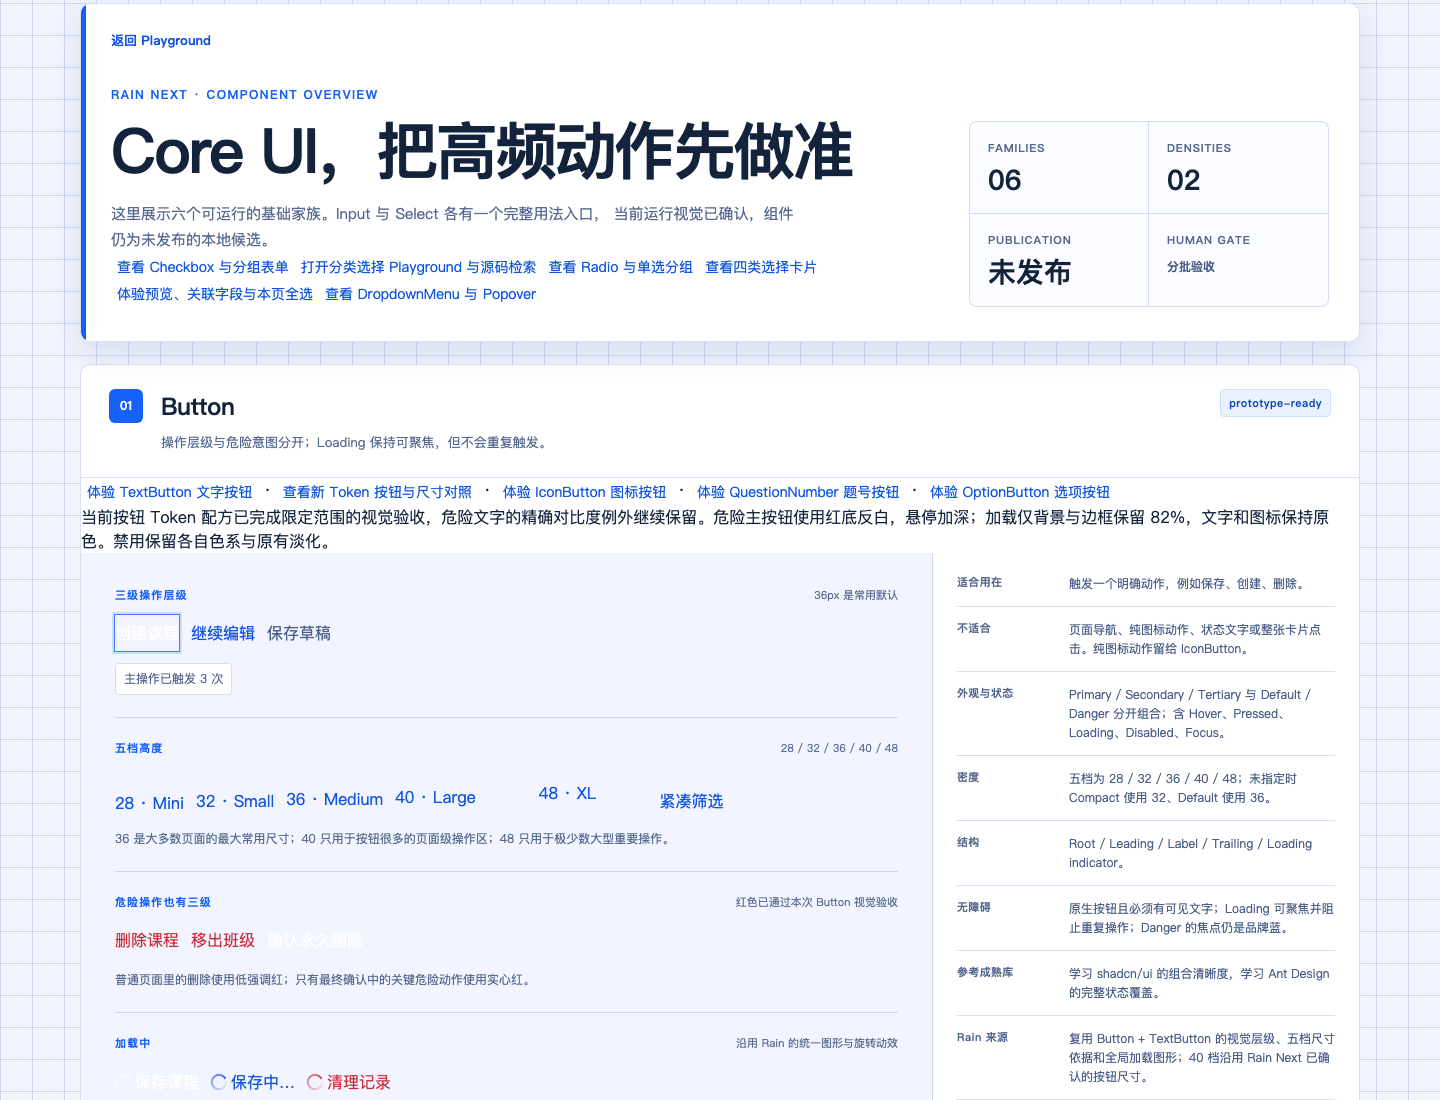 返回 Playground
RAIN NEXT · COMPONENT OVERVIEW
Core UI，把高频动作先做准
这里展示六个可运行的基础家族。Input 与 Select 各有一个完整用法入口， 当前运行视觉已确认，组件
仍为未发布的本地候选。
查看 Checkbox 与分组表单 打开分类选择 Playground 与源码检索 查看 Radio 与单选分组 查看四类选择卡片
体验预览、关联字段与本页全选 查看 DropdownMenu 与 Popover
FAMILIES
06
DENSITIES
02
PUBLICATION
未发布
HUMAN GATE
分批验收
01
Button
prototype-ready
操作层级与危险意图分开；Loading 保持可聚焦，但不会重复触发。
体验 TextButton 文字按钮 · 查看新 Token 按钮与尺寸对照 · 体验 IconButton 图标按钮 · 体验 QuestionNumber 题号按钮 · 体验 OptionButton 选项按钮
当前按钮 Token 配方已完成限定范围的视觉验收，危险文字的精确对比度例外继续保留。危险主按钮使用红底反白，悬停加深；加载仅背景与边框保留 82%，文字和图标保持原
色。禁用保留各自色系与原有淡化。
三级操作层级
36px 是常用默认
创建课程 继续编辑 保存草稿
主操作已触发 3 次
五档高度
28 / 32 / 36 / 40 / 48
28 · Mini 32 · Small 36 · Medium 40 · Large 48 · XL 紧凑筛选
36 是大多数页面的最大常用尺寸；40 只用于按钮很多的页面级操作区；48 只用于极少数大型重要操作。
危险操作也有三级
红色已通过本次 Button 视觉验收
删除课程 移出班级 确认永久删除
普通页面里的删除使用低强调红；只有最终确认中的关键危险动作使用实心红。
加载中
沿用 Rain 的统一图形与旋转动效
保存课程 保存中... 清理记录
适合用在
触发一个明确动作，例如保存、创建、删除。
不适合
页面导航、纯图标动作、状态文字或整张卡片点
击。纯图标动作留给 IconButton。
外观与状态
Primary / Secondary / Tertiary 与 Default /
Danger 分开组合；含 Hover、Pressed、
Loading、Disabled、Focus。
密度
五档为 28 / 32 / 36 / 40 / 48；未指定时
Compact 使用 32、Default 使用 36。
结构
Root / Leading / Label / Trailing / Loading
indicator。
无障碍
原生按钮且必须有可见文字；Loading 可聚焦并阻
止重复操作；Danger 的焦点仍是品牌蓝。
参考成熟库
学习 shadcn/ui 的组合清晰度，学习 Ant Design
的完整状态覆盖。
Rain 来源
复用 Button + TextButton 的视觉层级、五档尺寸
依据和全局加载图形；40 档沿用 Rain Next 已确
认的按钮尺寸。